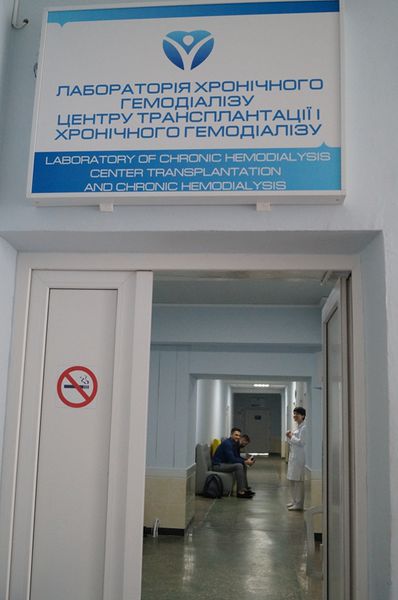 ЛАБОРАТОРІЯ ХРОНІЧНОГО
ГЕМОДІАЛІЗУ
ЦЕНТРУ ТРАНСПЛАНТАЦІЇ І
ХРОНІЧНОГО ГЕМОДІАЛІЗУ
LABORATORY OF CHRONIC HEMODIALYSIS
CENTER TRANSPLANTATION
AND CHRONIC HEMODIALYSIS